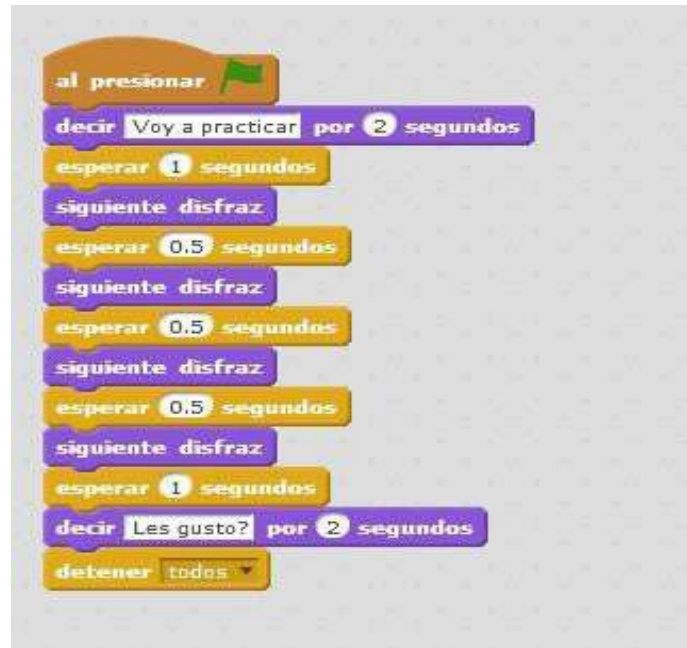 al presionar
decir Voy a practicar por 2 segundos
esperar 1 segundos
siguiente disfraz
esperar 0.5 segundos
siguiente disfraz
esperar 0.5 segundos
siguiente disfraz
esperar 0.5 segundos
siguiente disfraz
esperar 1 segundos
decir Les gusto? por 2 segundos
detener todos